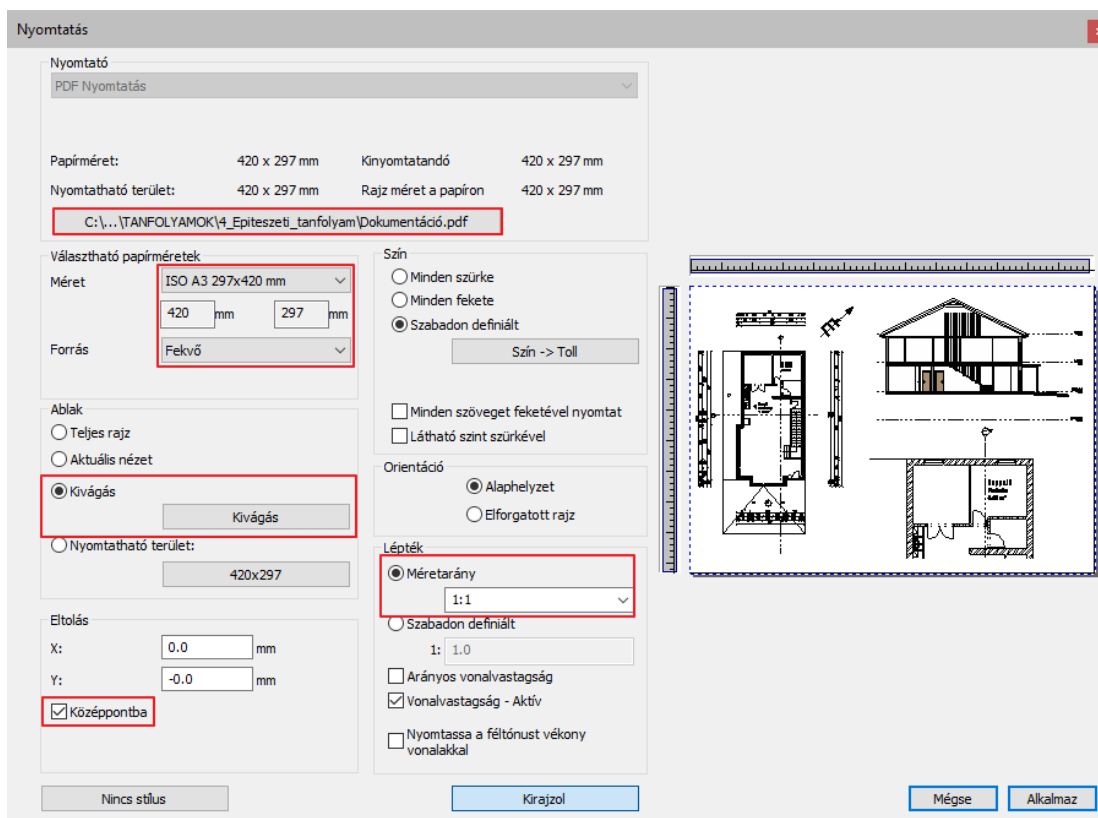 Nyomtatás
Nyomtató
PDF Nyomtatás
Papírméret: 420 x 297 mm Kinyomtatandó 420 x 297 mm
Nyomtatható terület: 420 x 297 mm Rajz méret a papíron 420 x 297 mm
C:\...\TANFOLYAMOK\4_Epiteszeti_tanfolyam\Dokumentáció.pdf
Választható papírméretek
Méret ISO A3 297x420 mm
420 mm 297 mm
Forrás Fekvő
Ablak
Teljes rajz
Aktuális nézet
Kivágás
Kivágás
Nyomtatható terület:
420x297
Eltolás
X: 0.0 mm
Y: -0.0 mm
Középpontba
Nincs stílus
Szín
Minden szürke
Minden fekete
Szabadon definiált
Szín -> Toll
Minden szöveget feketével nyomtat
Látható szint szürkével
Orientáció
Alaphelyzet
Elforgatott rajz
Lépték
Méretarány
1:1
Szabadon definiált
1: 1.0
Arányos vonalvastagság
Vonalvastagság - Aktív
Nyomtassa a féltónust vékony
vonalakkal
Kirajzol
Mégse Alkalmaz